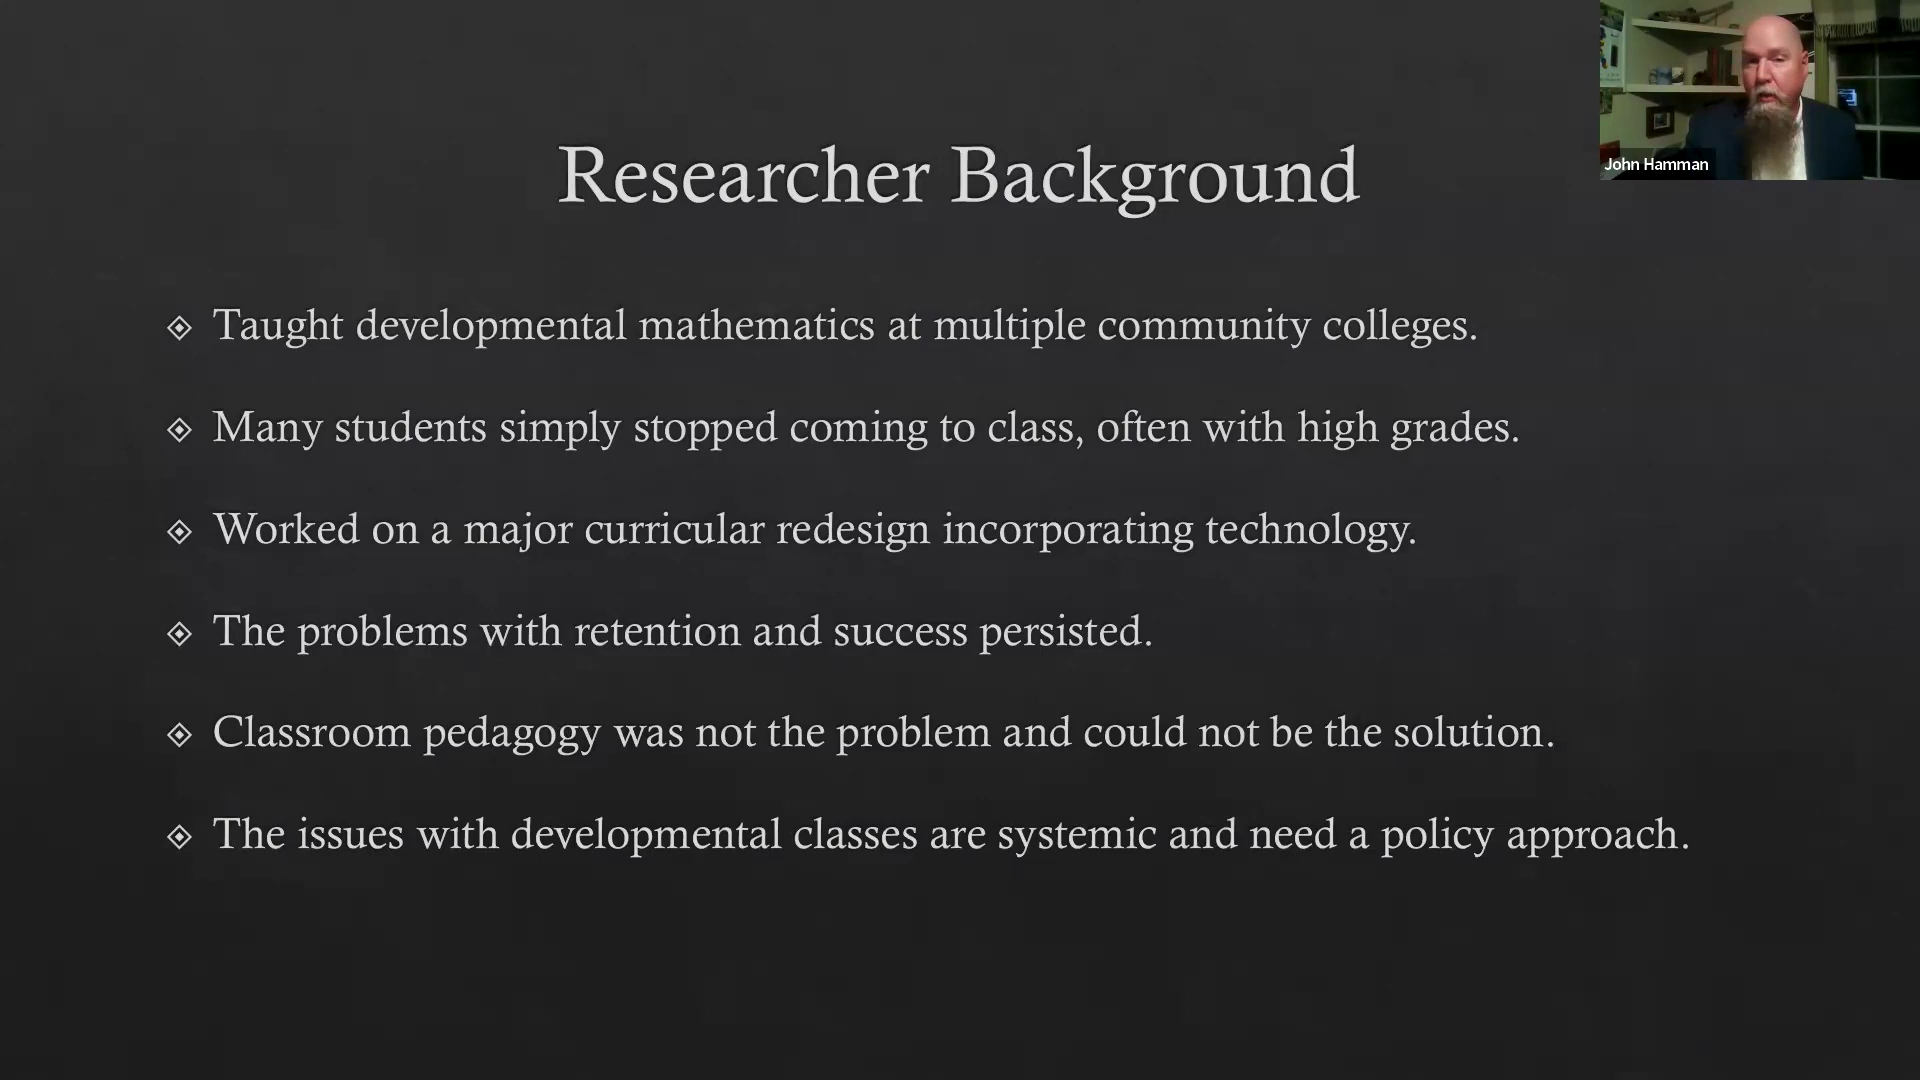 Researcher Background
John Hamman
Taught developmental mathematics at multiple community colleges.
Many students simply stopped coming to class, often with high grades.
Worked on a major curricular redesign incorporating technology.
The problems with retention and success persisted.
Classroom pedagogy was not the problem and could not be the solution.
The issues with developmental classes are systemic and need a policy approach.